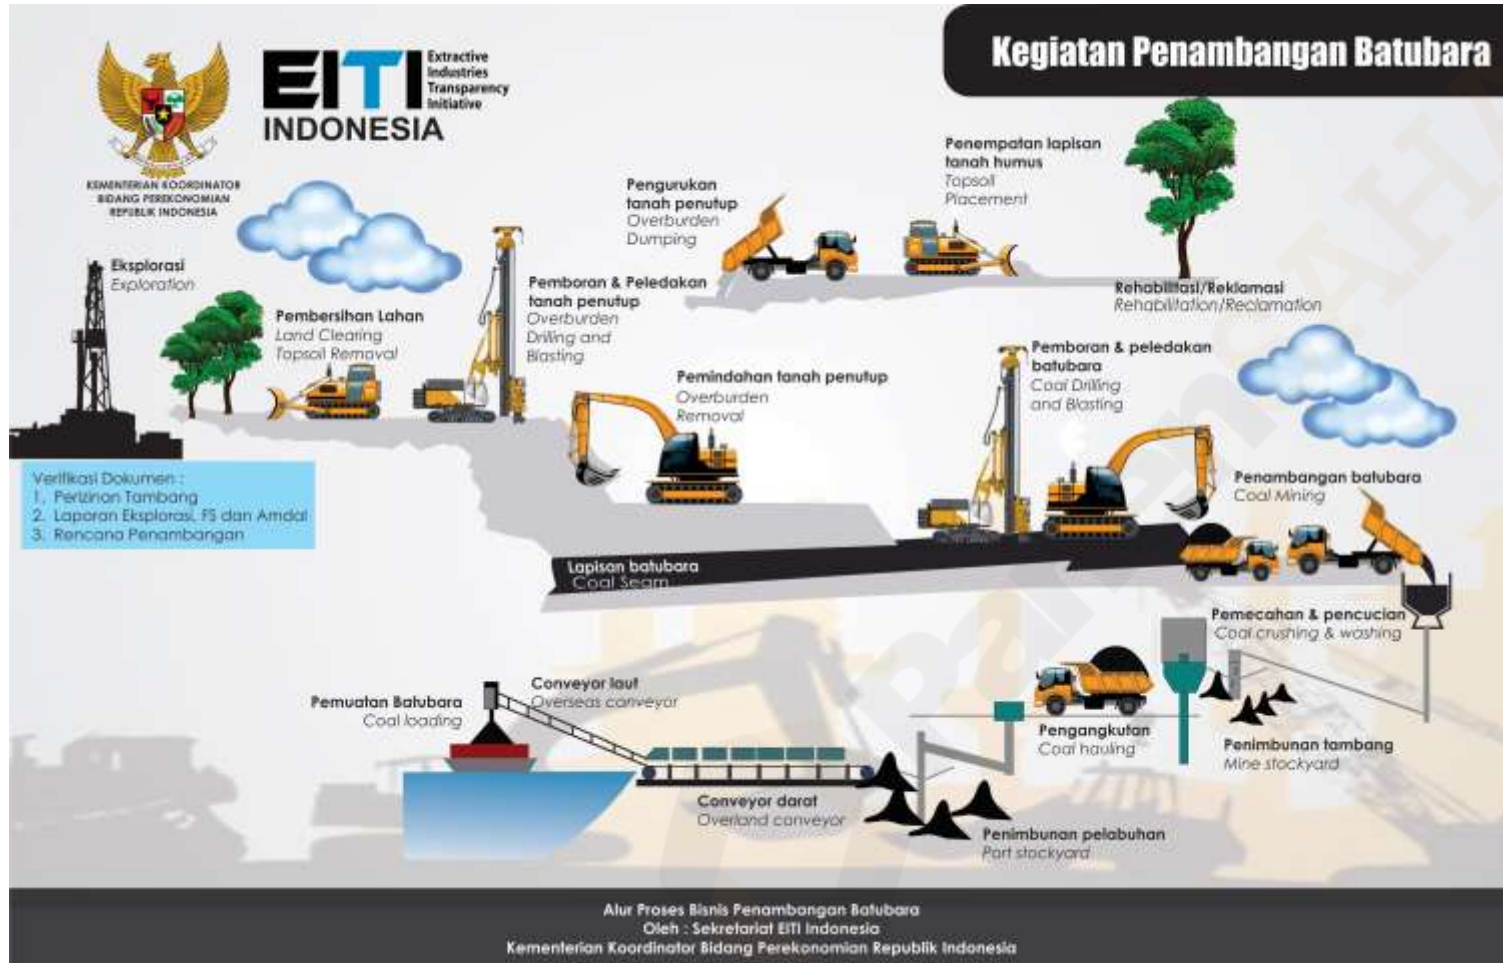 Kegiatan Penambangan Batubara
EITI
Extractive
Industries
Transparency
Initiative
INDONESIA
KEMENTERIAN KOORDINATOR
BIDANG PEREKONOMIAN
REPUBLIK INDONESIA
Eksplorasi
Exploration
Pembersihan Lahan
Land Clearing
Topsoil Removal
Pemboran & Peledakan
tanah penutup
Overburden
Drilling and
Blasting
Pengurukan
tanah penutup
Overburden
Dumping
Penempatan lapisan
tanah humus
Topsoil
Placement
Rehabilitasi/Reklamasi
Rehabilitation/Reclamation
Pemindahan tanah penutup
Overburden
Removal
Pemboran & peledakan
batubara
Coal Drilling
and Blasting
Penambangan batubara
Coal Mining
Verifikasi Dokumen :
1. Perizinan Tambang
2. Laporan Eksplorasi, FS dan Amdal
3. Rencana Penambangan
Lapisan batubara
Coal Seam
Pemecahan & pencucian
Coal crushing & washing
Pengangkutan
Coal hauling
Penimbunan tambang
Mine stockyard
Pemuatan Batubara
Coal loading
Conveyor laut
Overseas conveyor
Conveyor darat
Overland conveyor
Penimbunan pelabuhan
Port stockyard
Alur Proses Bisnis Penambangan Batubara
Oleh : Sekretariat EITI Indonesia
Kementerian Koordinator Bidang Perekonomian Republik Indonesia